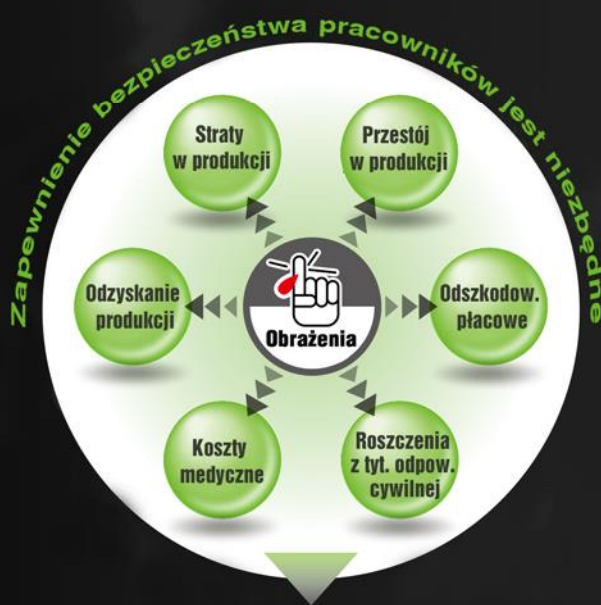 Zapewnienie bezpieczeństwa pracowników jest niezbędne
Straty
w produkcji
Przestój
w produkcji
Odzyskanie
produkcji
Obrażenia
Odszkodow.
płacowe
Koszty
medyczne
Roszczenia
z tyt. odpow.
cywilnej